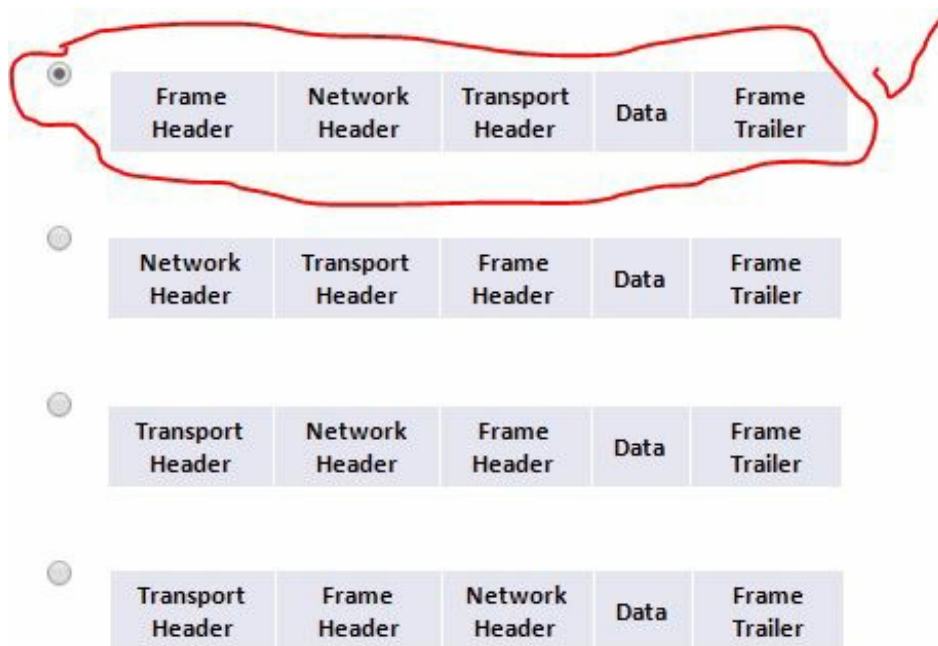 Frame Header Network Header Transport Header Data Frame Trailer
Network Header Transport Header Frame Header Data Frame Trailer
Transport Header Network Header Frame Header Data Frame Trailer
Transport Header Frame Header Network Header Data Frame Trailer